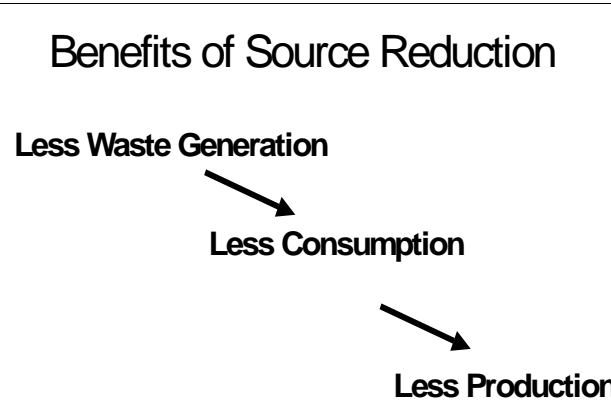 Benefits of Source Reduction
Less Waste Generation
Less Consumption
Less Production